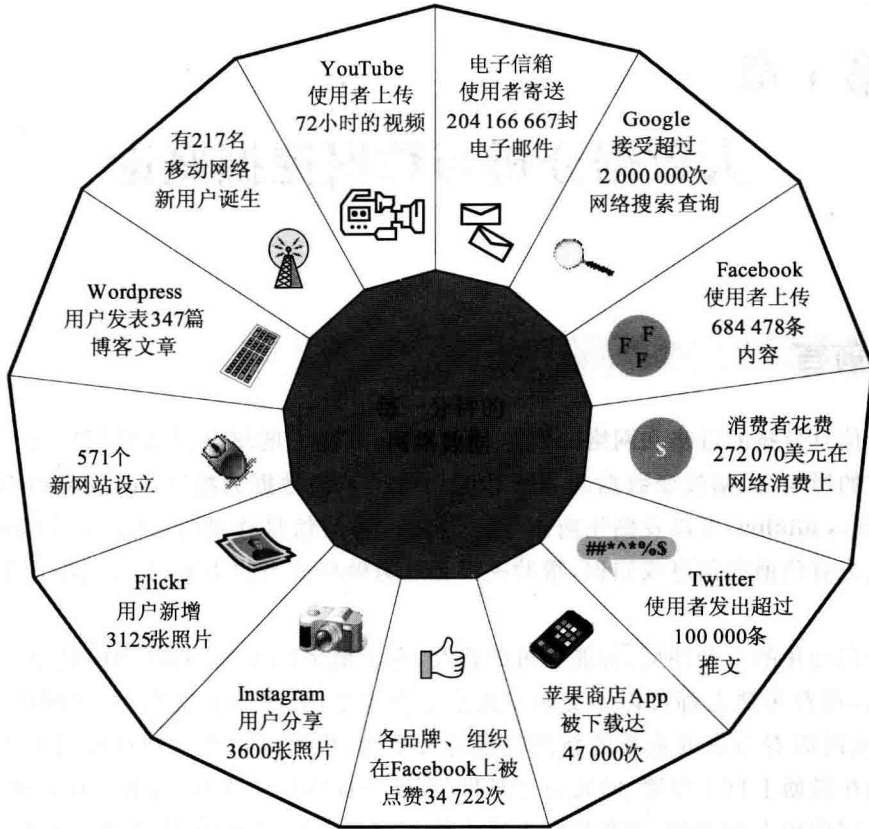 YouTube
使用者上传
72小时的视频
电子信箱
使用者寄送
204 166 667封
电子邮件
Google
接受超过
2 000 000次
网络搜索查询
Facebook
使用者上传
684 478条
内容
F F
F
消费者花费
272 070美元在
网络消费上
S
##*^*%$
Twitter
使用者发出超过
100 000条
推文
苹果商店App
被下载达
47 000次
各品牌、组织
在Facebook上被
点赞34 722次
Instagram
用户分享
3600张照片
Flickr
用户新增
3125张照片
571个
新网站设立
Wordpress
用户发表347篇
博客文章
有217名
移动网络
新用户诞生
每一分钟的
网络数据